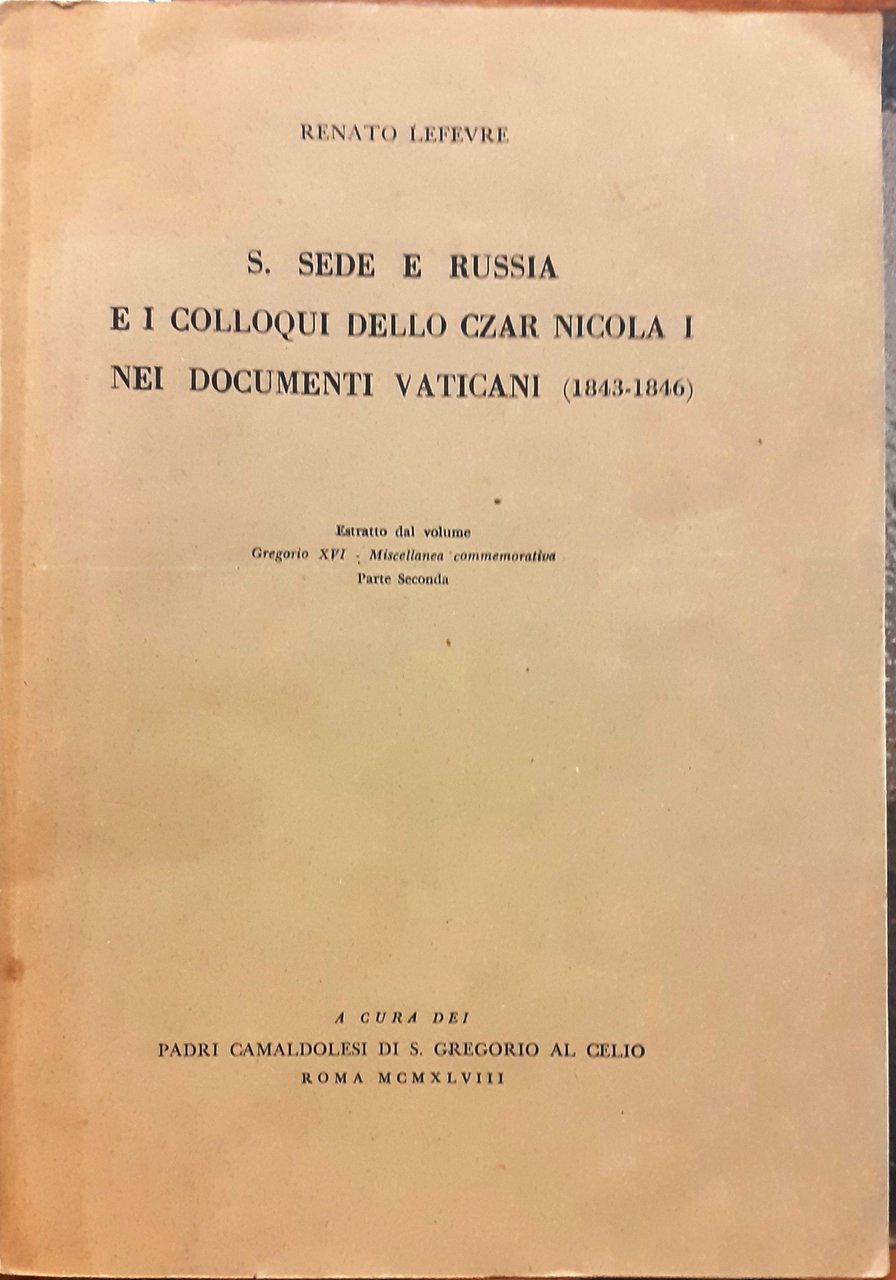 RENATO LEFEVRE
S. SEDE E RUSSIA
E I COLLOQUI DELLO CZAR NICOLA I
NEI DOCUMENTI VATICANI (1843-1846)
Estratto dal volume
Gregorio XVI - Miscellanea commemorativa
Parte Seconda
A CURA DEI
PADRI CAMALDOLESI DI S. GREGORIO AL CELIO
ROMA MCMXLVIII